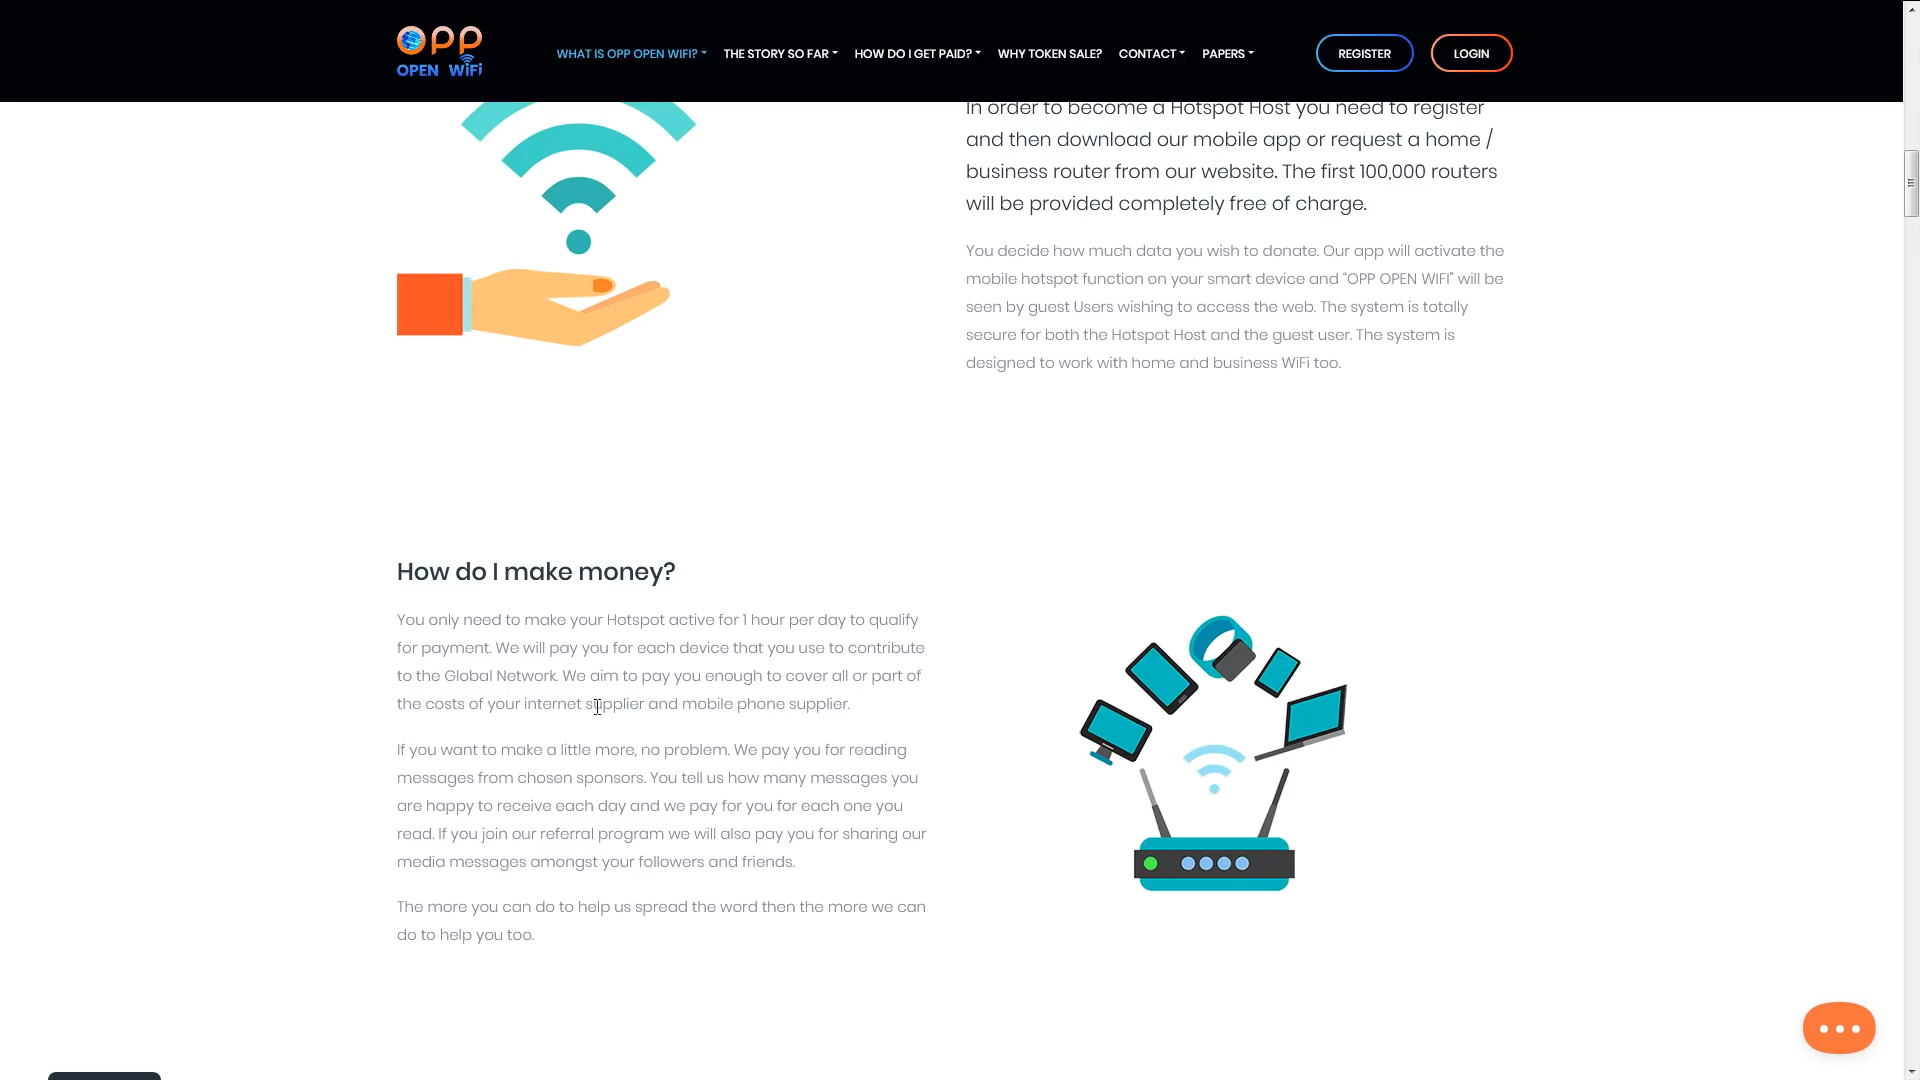 OPP
OPEN WiFi
WHAT IS OPP OPEN WIFI?
THE STORY SO FAR
HOW DO I GET PAID?
WHY TOKEN SALE?
CONTACT
PAPERS
REGISTER
LOGIN
In order to become a Hotspot Host you need to register
and then download our mobile app or request a home /
business router from our website. The first 100,000 routers
will be provided completely free of charge.
You decide how much data you wish to donate. Our app will activate the
mobile hotspot function on your smart device and “OPP OPEN WIFI” will be
seen by guest Users wishing to access the web. The system is totally
secure for both the Hotspot Host and the guest user. The system is
designed to work with home and business WiFi too.
How do I make money?
You only need to make your Hotspot active for 1 hour per day to qualify
for payment. We will pay you for each device that you use to contribute
to the Global Network. We aim to pay you enough to cover all or part of
the costs of your internet supplier and mobile phone supplier.
If you want to make a little more, no problem. We pay you for reading
messages from chosen sponsors. You tell us how many messages you
are happy to receive each day and we pay for you for each one you
read. If you join our referral program we will also pay you for sharing our
media messages amongst your followers and friends.
The more you can do to help us spread the word then the more we can
do to help you too.